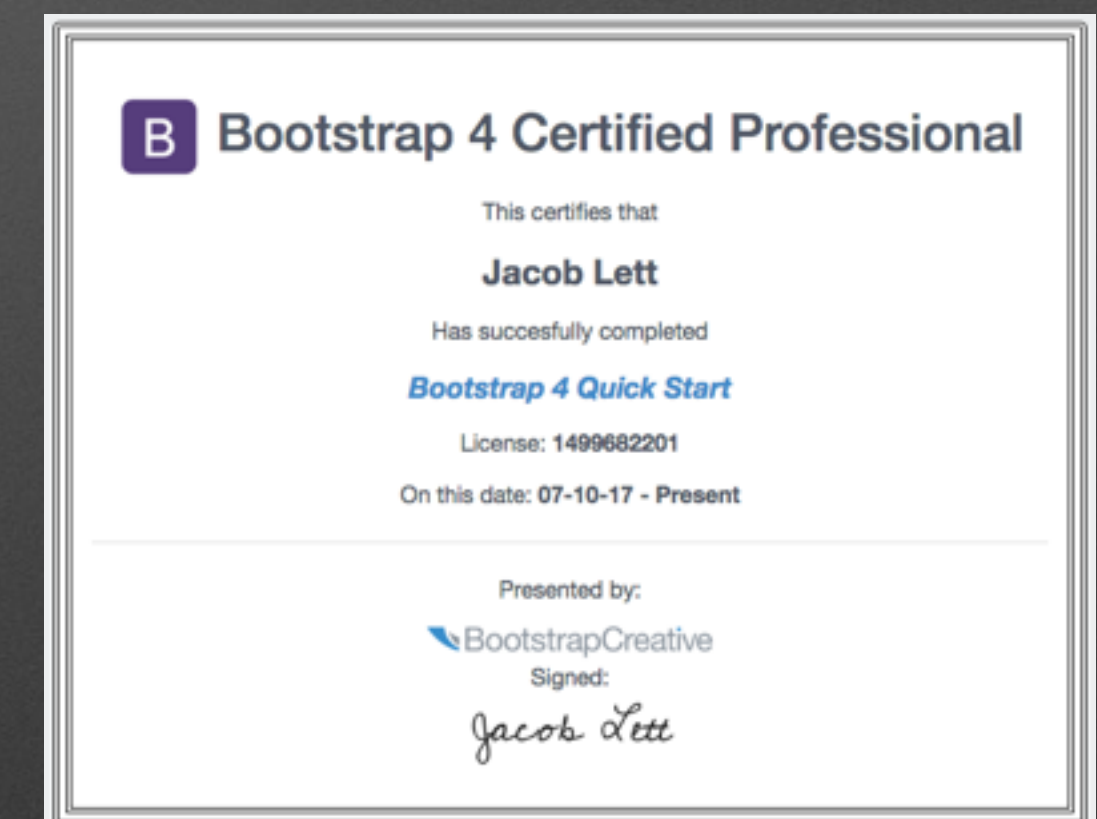 B Bootstrap 4 Certified Professional
This certifies that
Jacob Lett
Has succesfully completed
Bootstrap 4 Quick Start
License: 1499682201
On this date: 07-10-17 - Present
Presented by:
BootstrapCreative
Signed:
Jacob Lett